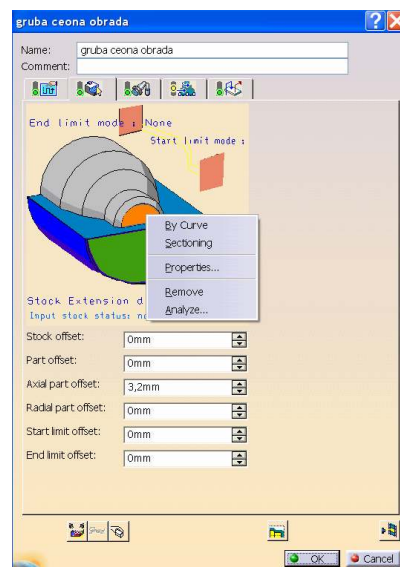 gruba ceona obrada
Name: gruba ceona obrada
Comment:
End limit mode : None
Start limit mode :
By Curve
Sectioning
Properties...
Remove
Analyze...
Stock Extension d
Input stock status: n
Stock offset: 0mm
Part offset: 0mm
Axial part offset: 3,2mm
Radial part offset: 0mm
Start limit offset: 0mm
End limit offset: 0mm
OK Cancel